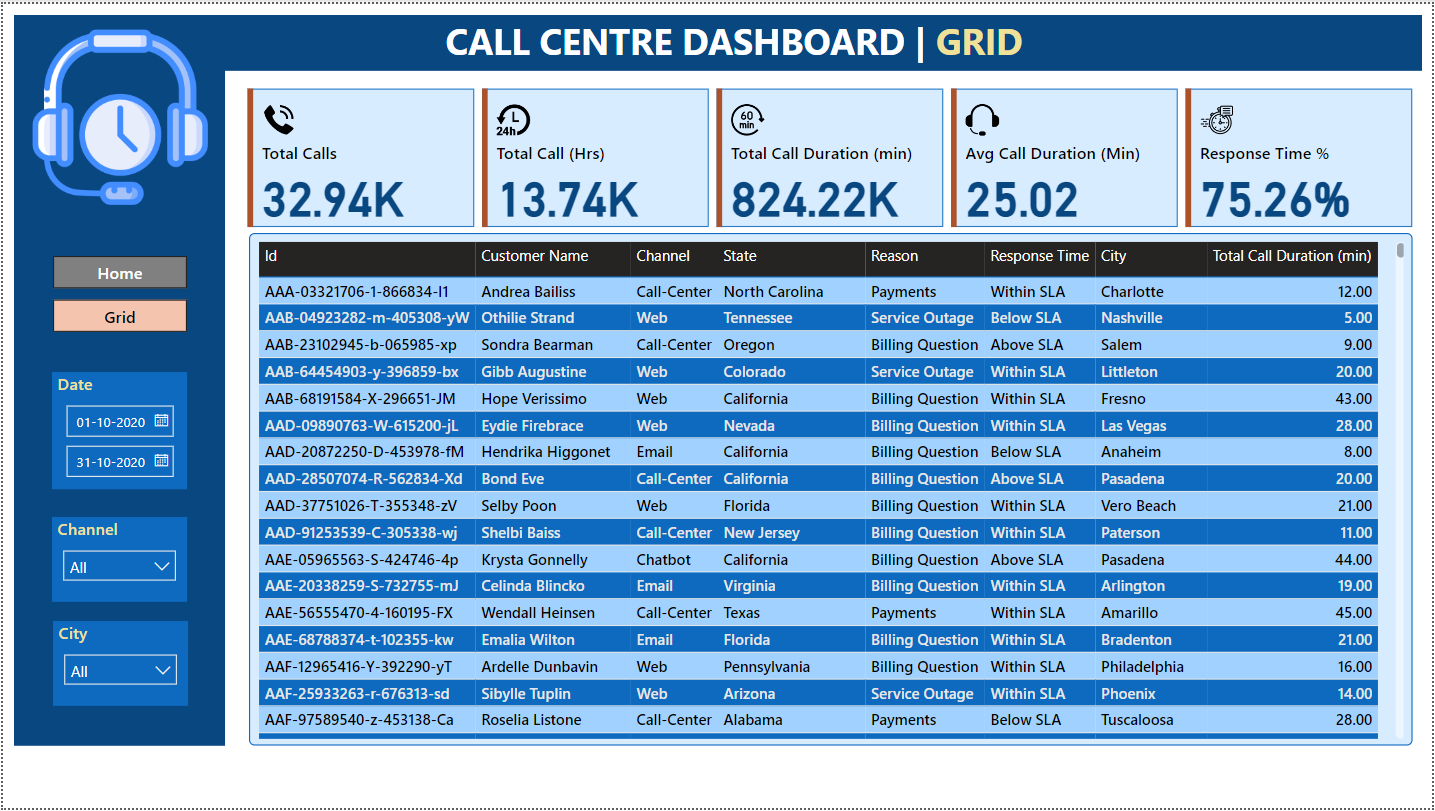 CALL CENTRE DASHBOARD | GRID
24h
60 min
Total Calls
Total Call (Hrs)
Total Call Duration (min)
Avg Call Duration (Min)
Response Time %
32.94K
13.74K
824.22K
25.02
75.26%
Home
Grid
Date
01-10-2020
31-10-2020
Channel
All
City
All
Id Customer Name Channel State Reason Response Time City Total Call Duration (min)
AAA-03321706-1-866834-I1 Andrea Bailiss Call-Center North Carolina Payments Within SLA Charlotte 12.00
AAB-04923282-m-405308-yW Othilie Strand Web Tennessee Service Outage Below SLA Nashville 5.00
AAB-23102945-b-065985-xp Sondra Bearman Call-Center Oregon Billing Question Above SLA Salem 9.00
AAB-64454903-y-396859-bx Gibb Augustine Web Colorado Service Outage Within SLA Littleton 20.00
AAB-68191584-X-296651-JM Hope Verissimo Web California Billing Question Within SLA Fresno 43.00
AAD-09890763-W-615200-jL Eydie Firebrace Web Nevada Billing Question Within SLA Las Vegas 28.00
AAD-20872250-D-453978-fM Hendrika Higgonet Email California Billing Question Below SLA Anaheim 8.00
AAD-28507074-R-562834-Xd Bond Eve Call-Center California Billing Question Above SLA Pasadena 20.00
AAD-37751026-T-355348-zV Selby Poon Web Florida Billing Question Within SLA Vero Beach 21.00
AAD-91253539-C-305338-wj Shelbi Baiss Call-Center New Jersey Billing Question Within SLA Paterson 11.00
AAE-05965563-S-424746-4p Krysta Gonnelly Chatbot California Billing Question Above SLA Pasadena 44.00
AAE-20338259-S-732755-mJ Celinda Blincko Email Virginia Billing Question Within SLA Arlington 19.00
AAE-56555470-4-160195-FX Wendall Heinsen Call-Center Texas Payments Within SLA Amarillo 45.00
AAE-68788374-t-102355-kw Emalia Wilton Email Florida Billing Question Within SLA Bradenton 21.00
AAF-12965416-Y-392290-yT Ardelle Dunbavin Web Pennsylvania Billing Question Within SLA Philadelphia 16.00
AAF-25933263-r-676313-sd Sibylle Tuplin Web Arizona Service Outage Within SLA Phoenix 14.00
AAF-97589540-z-453138-Ca Roselia Listone Call-Center Alabama Payments Below SLA Tuscaloosa 28.00